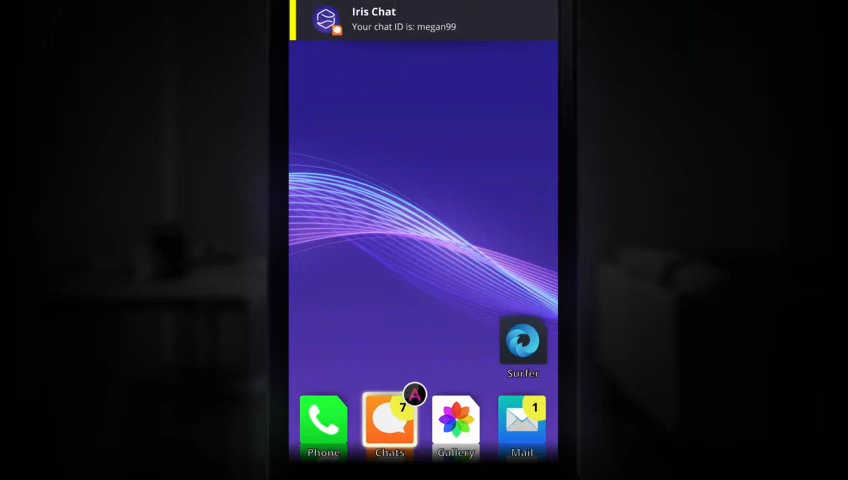 Iris Chat
Your chat ID is: megan99
Surfer
A
7
1
Phone
Chats
Gallery
Mail